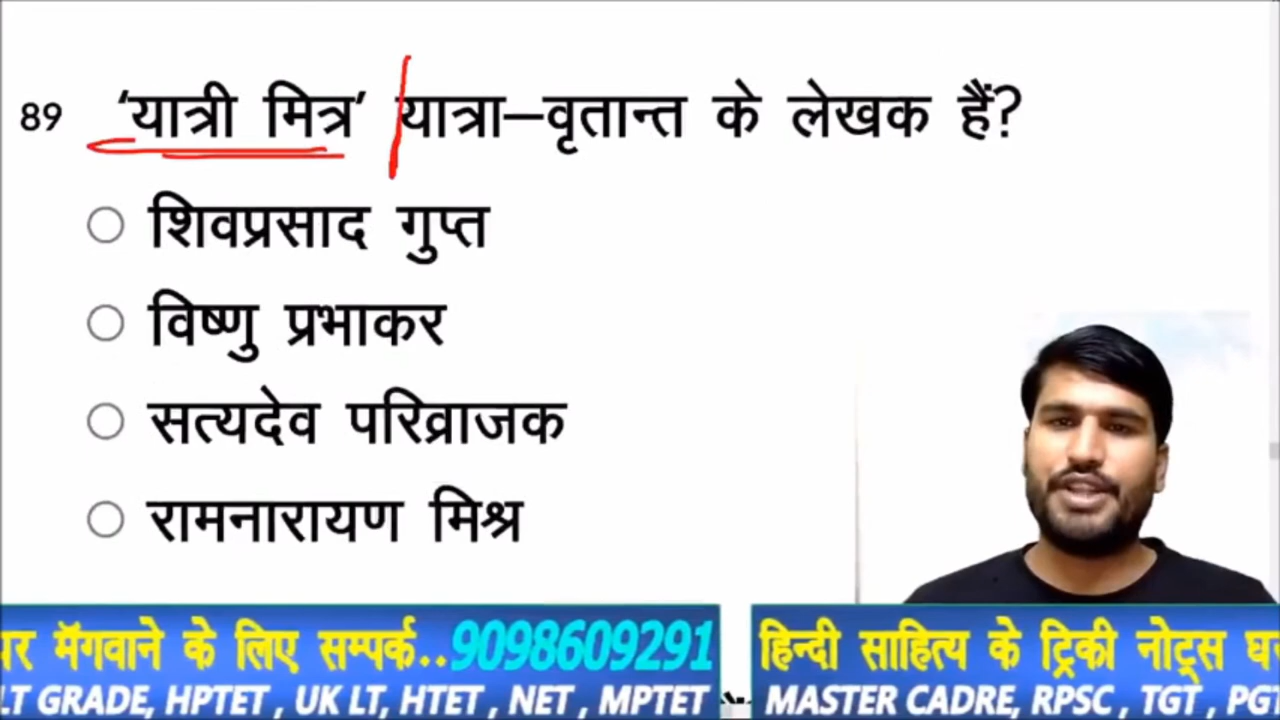 89 'यात्री मित्र' यात्रा–वृतान्त के लेखक हैं?
शिवप्रसाद गुप्त
विष्णु प्रभाकर
सत्यदेव परिव्राजक
रामनारायण मिश्र
मॅगवाने के लिए सम्पर्क..9098609291
हिन्दी साहित्य के ट्रिकी नोट्स
LT GRADE, HPTET , UK LT, HTET , NET , MPTET
MASTER CADRE, RPSC , TGT , PGT